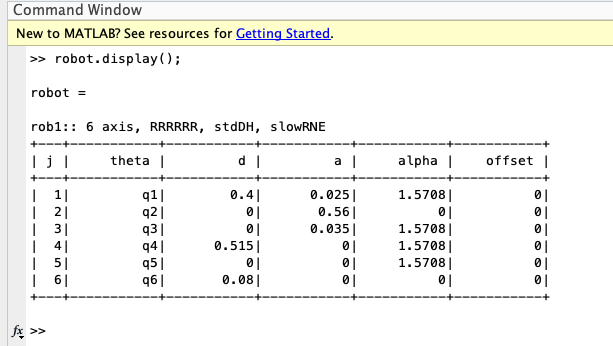 Command Window
New to MATLAB? See resources for Getting Started.
>> robot.display();
robot =
rob1:: 6 axis, RRRRRR, stdDH, slowRNE
+---+-----------+-----------+-----------+-----------+-----------+
| j |     theta |         d |         a |     alpha |    offset |
+---+-----------+-----------+-----------+-----------+-----------+
|  1|         q1|        0.4|      0.025|     1.5708|          0|
|  2|         q2|          0|       0.56|          0|          0|
|  3|         q3|          0|      0.035|     1.5708|          0|
|  4|         q4|      0.515|          0|     1.5708|          0|
|  5|         q5|          0|          0|     1.5708|          0|
|  6|         q6|       0.08|          0|          0|          0|
+---+-----------+-----------+-----------+-----------+-----------+
fx >>